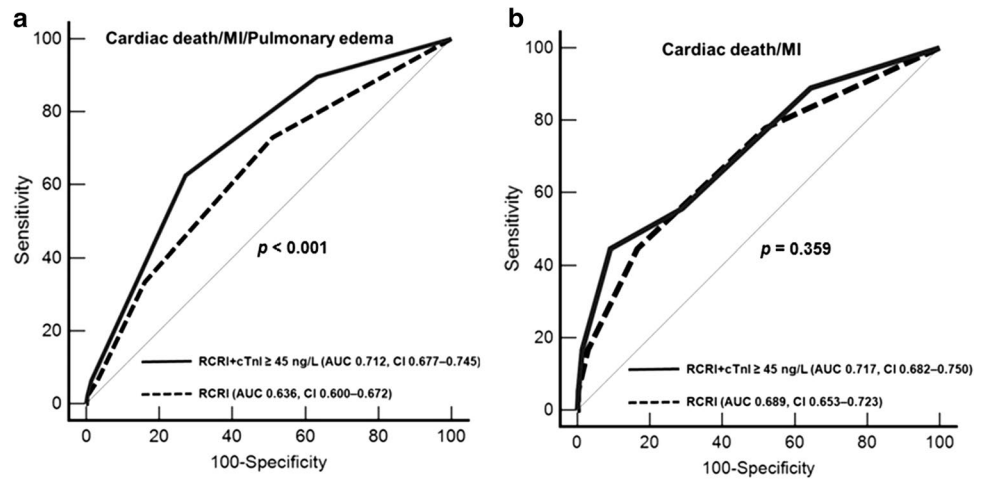 a
Cardiac death/MI/Pulmonary edema
100
80
60
40
20
0
Sensitivity
p < 0.001
RCRI+cTnI ≥ 45 ng/L (AUC 0.712, CI 0.677–0.745)
RCRI (AUC 0.636, CI 0.600–0.672)
0 20 40 60 80 100
100-Specificity
b
Cardiac death/MI
100
80
60
40
20
0
Sensitivity
p = 0.359
RCRI+cTnI ≥ 45 ng/L (AUC 0.717, CI 0.682–0.750)
RCRI (AUC 0.689, CI 0.653–0.723)
0 20 40 60 80 100
100-Specificity